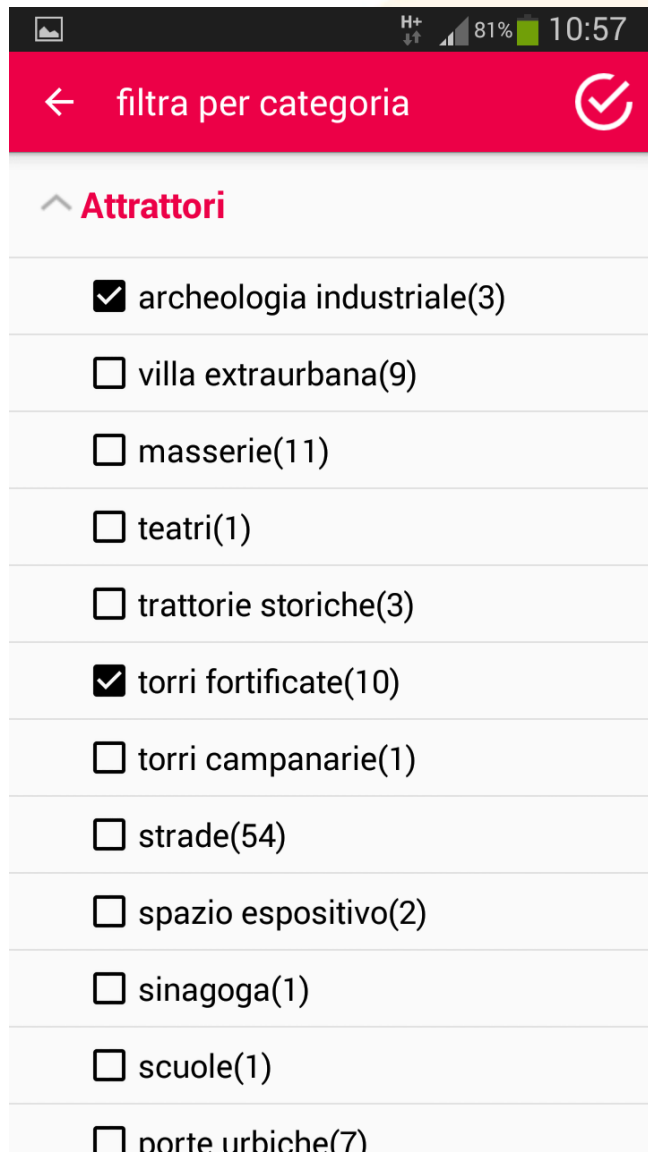 H+ 81% 10:57
filtra per categoria
Attrattori
archeologia industriale(3)
villa extraurbana(9)
masserie(11)
teatri(1)
trattorie storiche(3)
torri fortificate(10)
torri campanarie(1)
strade(54)
spazio espositivo(2)
sinagoga(1)
scuole(1)
porte urbiche(7)